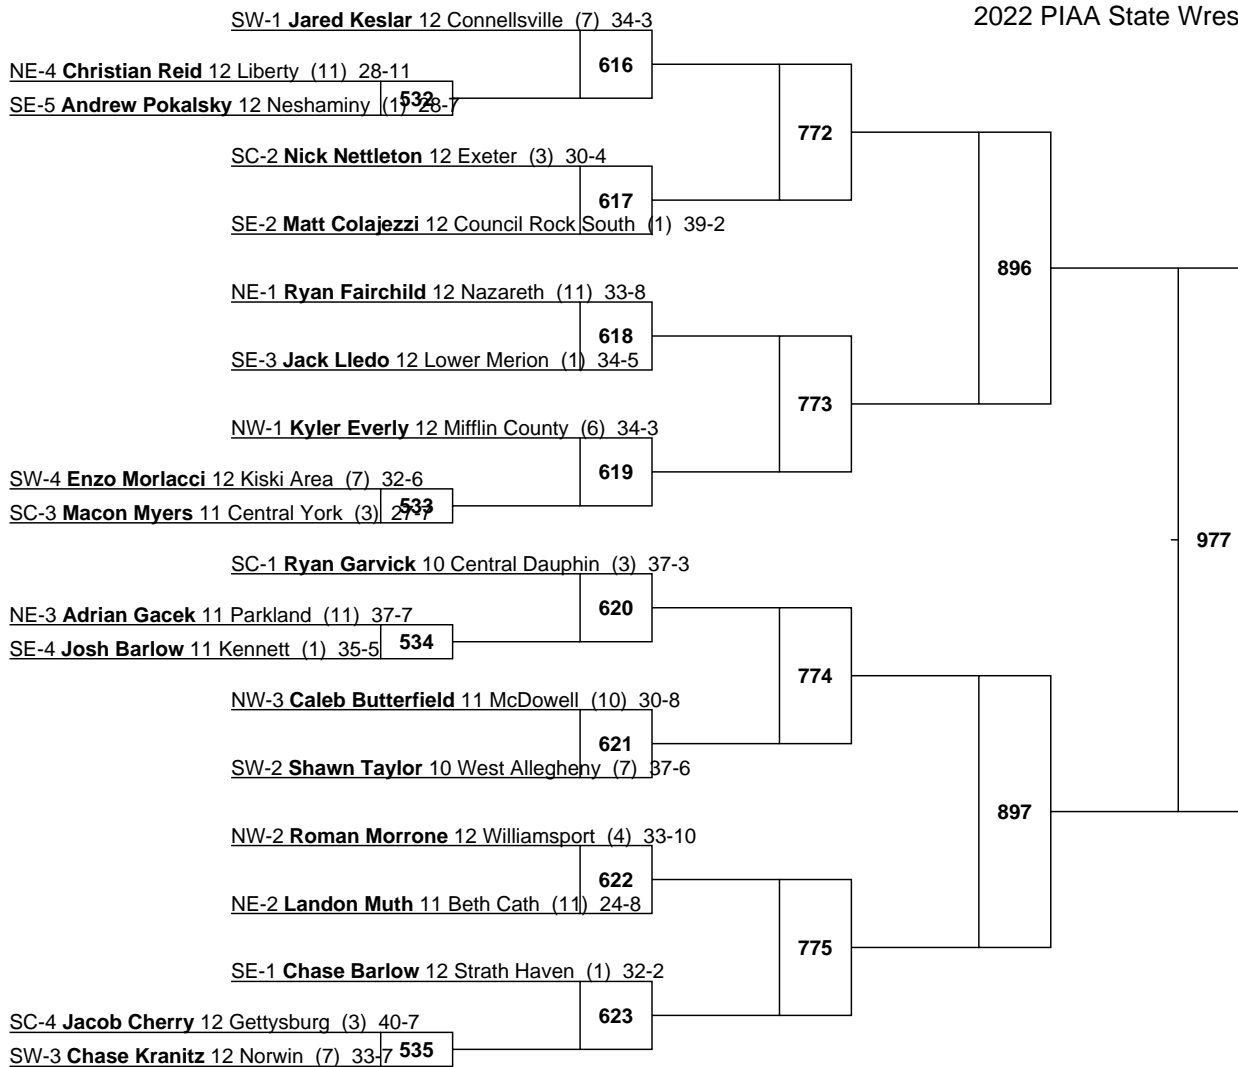 2022 PIAA State Wres
SW-1 Jared Keslar 12 Connellsville (7) 34-3
616
NE-4 Christian Reid 12 Liberty (11) 28-11
532
SE-5 Andrew Pokalsky 12 Neshaminy (1) 28-7
772
SC-2 Nick Nettleton 12 Exeter (3) 30-4
617
SE-2 Matt Colajezzi 12 Council Rock South (1) 39-2
896
NE-1 Ryan Fairchild 12 Nazareth (11) 33-8
618
SE-3 Jack Lledo 12 Lower Merion (1) 34-5
773
NW-1 Kyler Everly 12 Mifflin County (6) 34-3
619
SW-4 Enzo Morlacci 12 Kiski Area (7) 32-6
533
SC-3 Macon Myers 11 Central York (3) 27-7
977
SC-1 Ryan Garvick 10 Central Dauphin (3) 37-3
620
NE-3 Adrian Gacek 11 Parkland (11) 37-7
534
SE-4 Josh Barlow 11 Kennett (1) 35-5
774
NW-3 Caleb Butterfield 11 McDowell (10) 30-8
621
SW-2 Shawn Taylor 10 West Allegheny (7) 37-6
897
NW-2 Roman Morrone 12 Williamsport (4) 33-10
622
NE-2 Landon Muth 11 Beth Cath (11) 24-8
775
SE-1 Chase Barlow 12 Strath Haven (1) 32-2
623
SC-4 Jacob Cherry 12 Gettysburg (3) 40-7
535
SW-3 Chase Kranitz 12 Norwin (7) 33-7